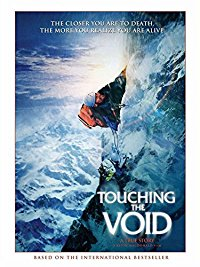 THE CLOSER YOU ARE TO DEATH,
THE MORE YOU REALIZE YOU ARE ALIVE.
TOUCHING
THE
VOID
A TRUE STORY
BASED ON THE INTERNATIONAL BESTSELLER